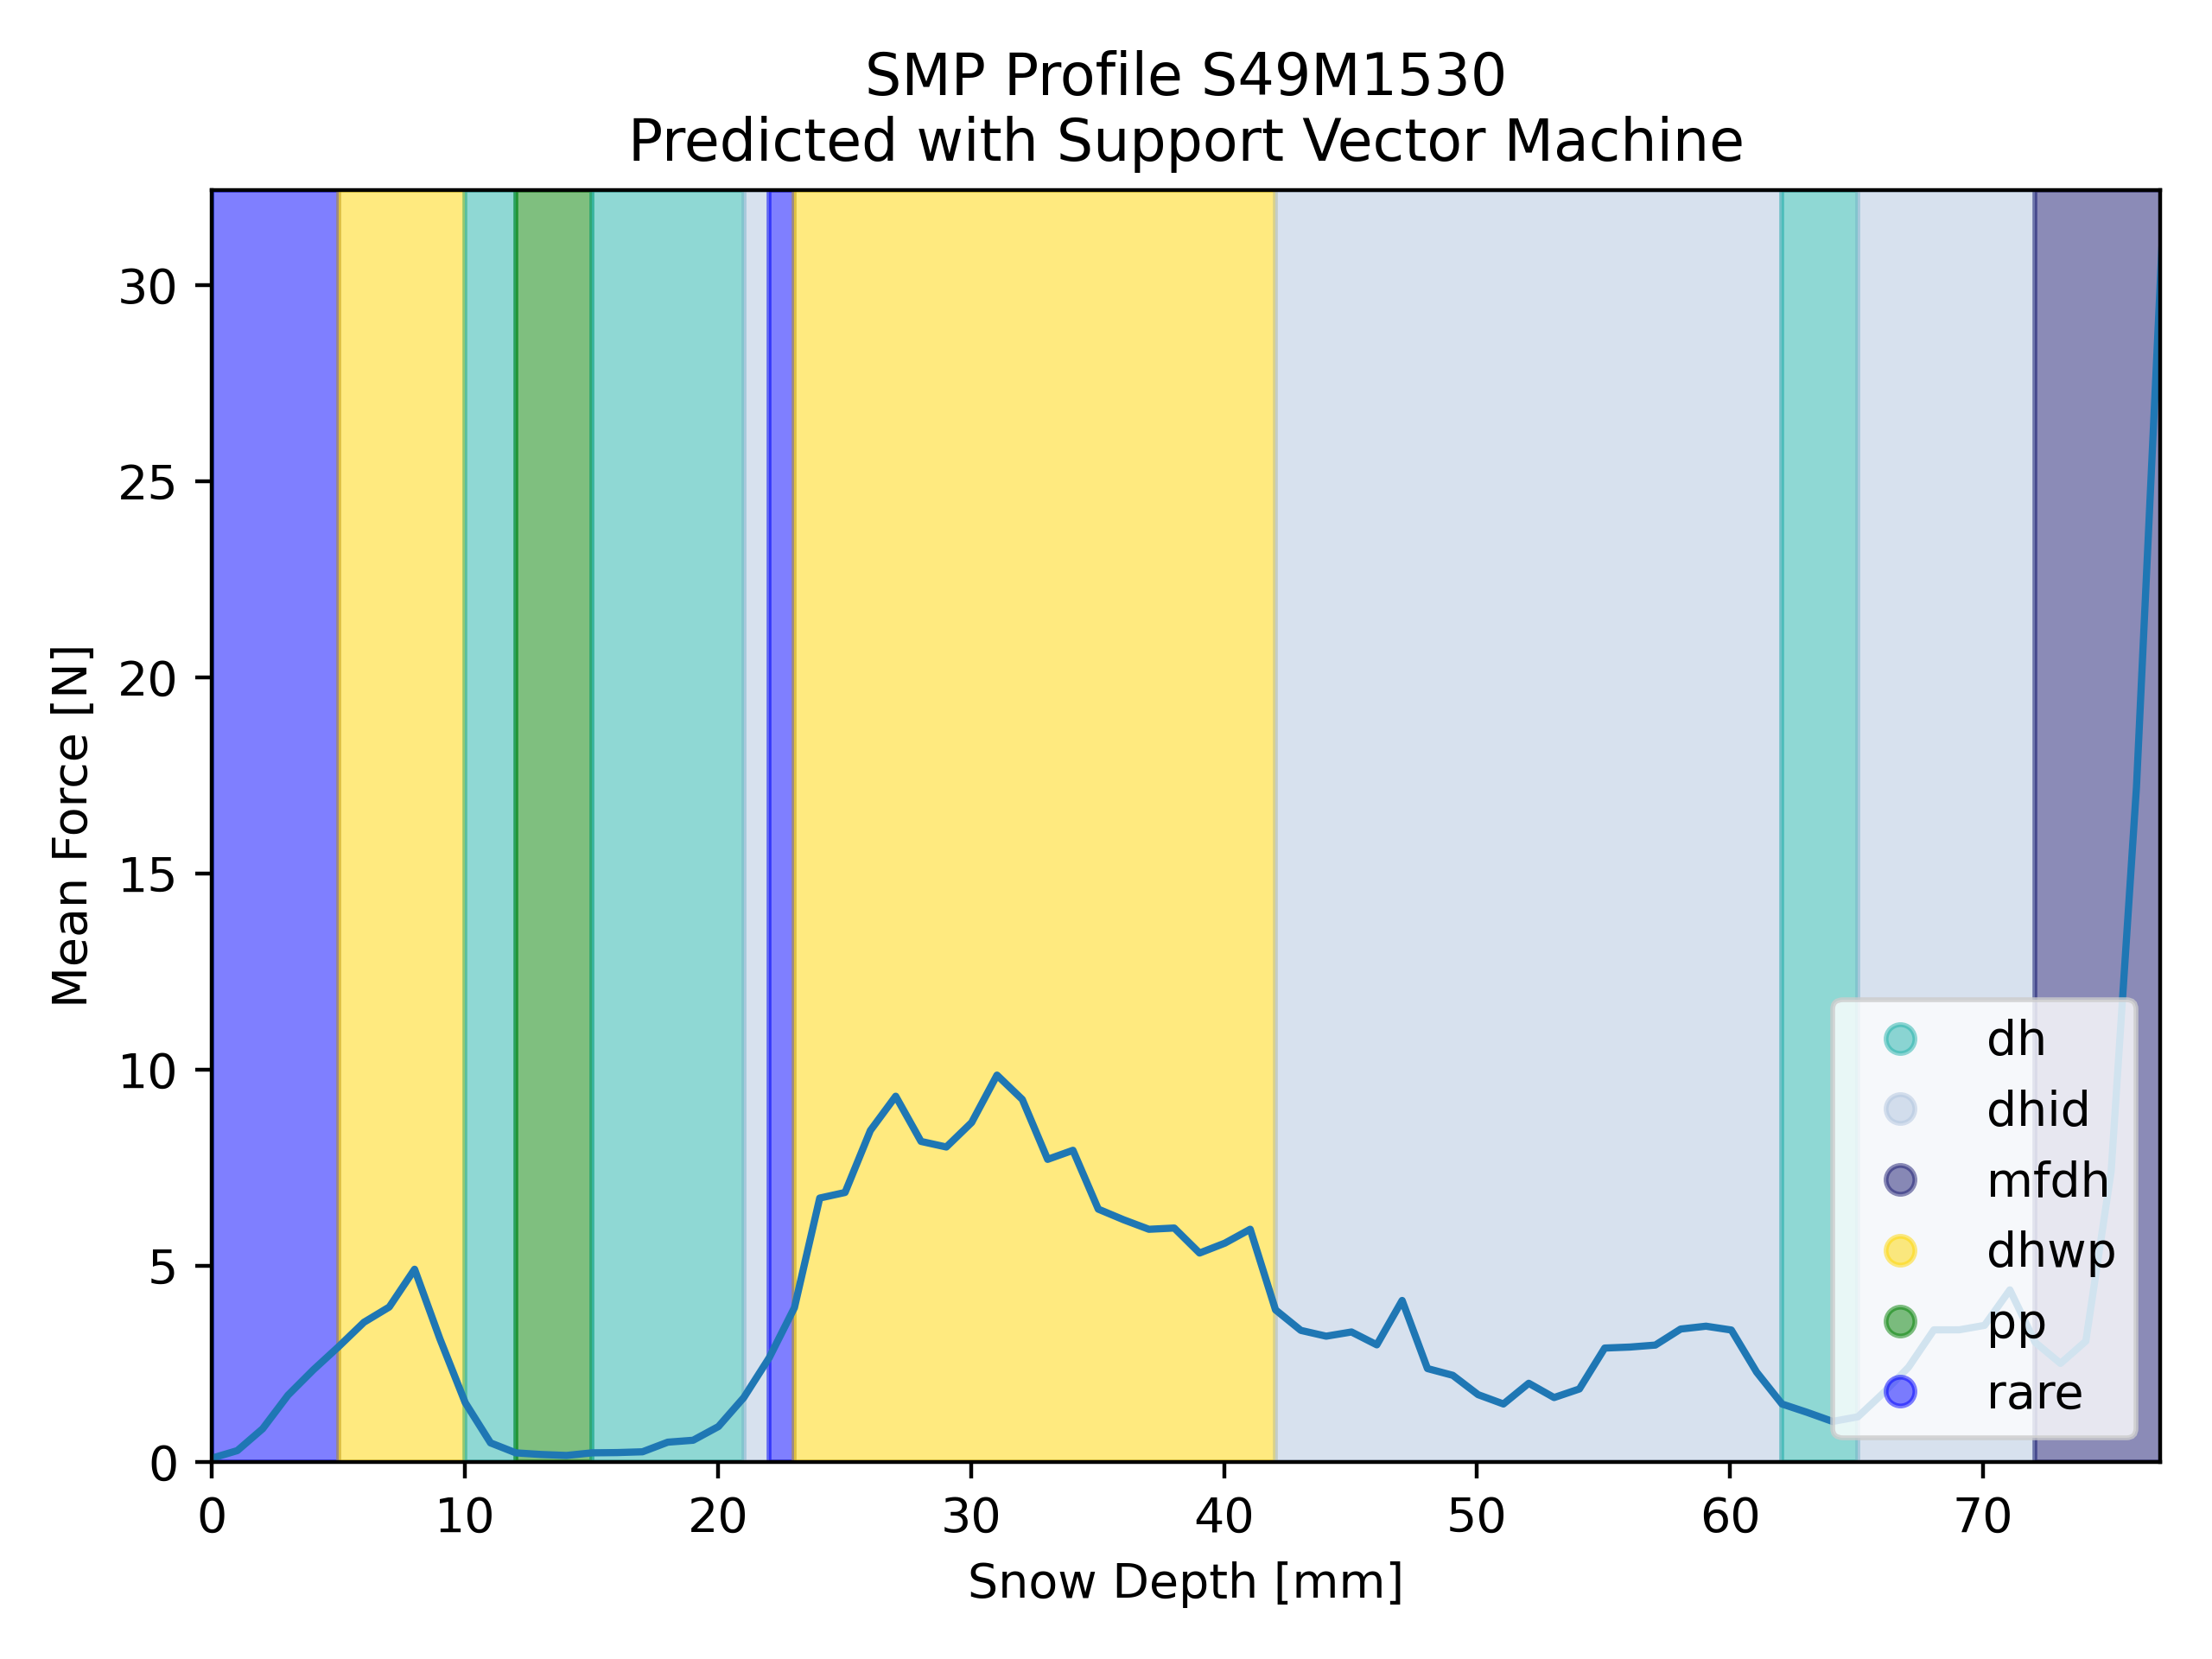 SMP Profile S49M1530
Predicted with Support Vector Machine
Mean Force [N]
30
25
20
15
10
5
0
0 10 20 30 40 50 60 70
Snow Depth [mm]
dh
dhid
mfdh
dhwp
pp
rare